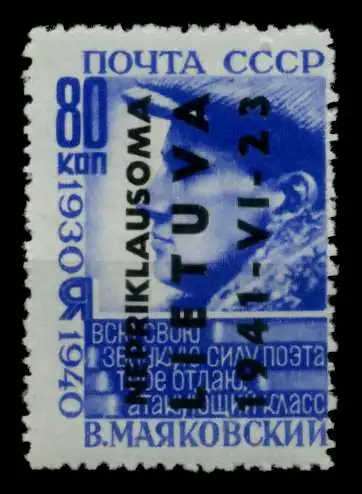 ПОЧТА СССР
80
КОП
1930 1940
NEPRIKLAUSOMA
LIETUVA
1941-VI-23
ВСЮ СВОЮ
ЗВОНКУЮ СИЛУ ПОЭТА
ТЕБЕ ОТДАЮ,
АТАКУЮЩИЙ КЛАСС
В.МАЯКОВСКИЙ